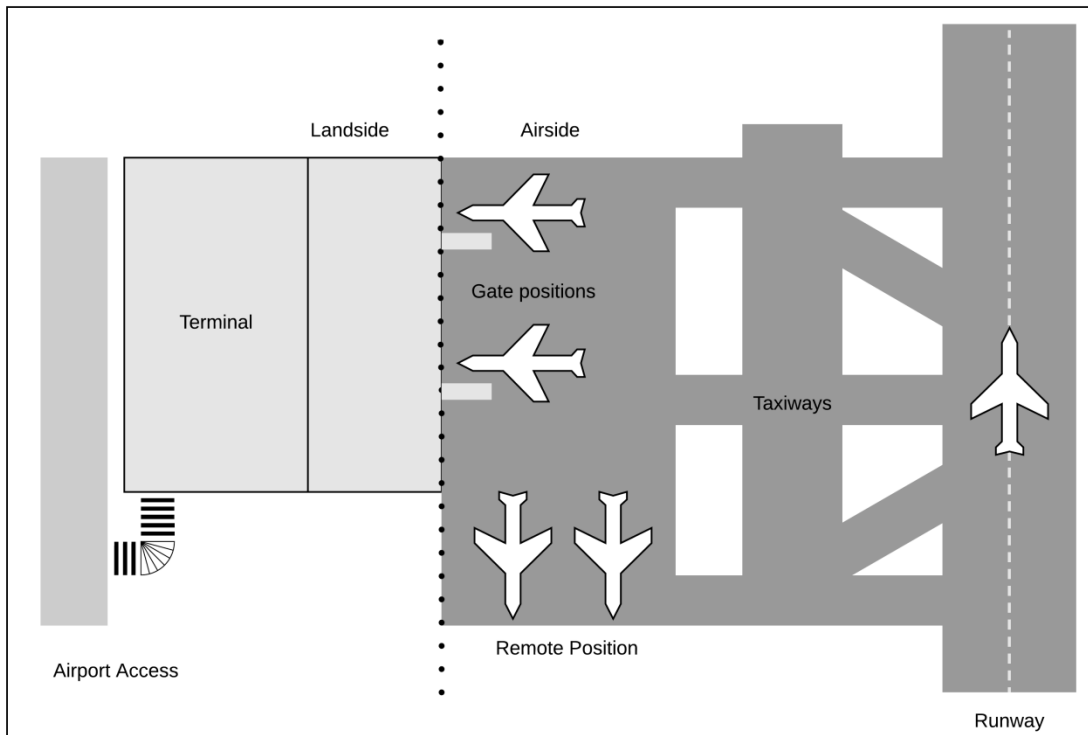 Landside
Airside
Gate positions
Terminal
Taxiways
Remote Position
Airport Access
Runway